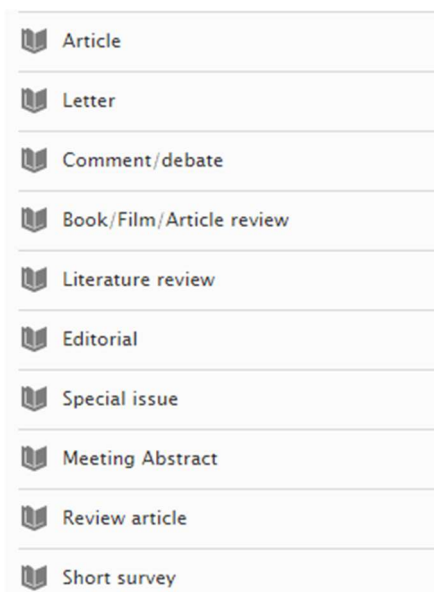 Article
Letter
Comment/debate
Book/Film/Article review
Literature review
Editorial
Special issue
Meeting Abstract
Review article
Short survey